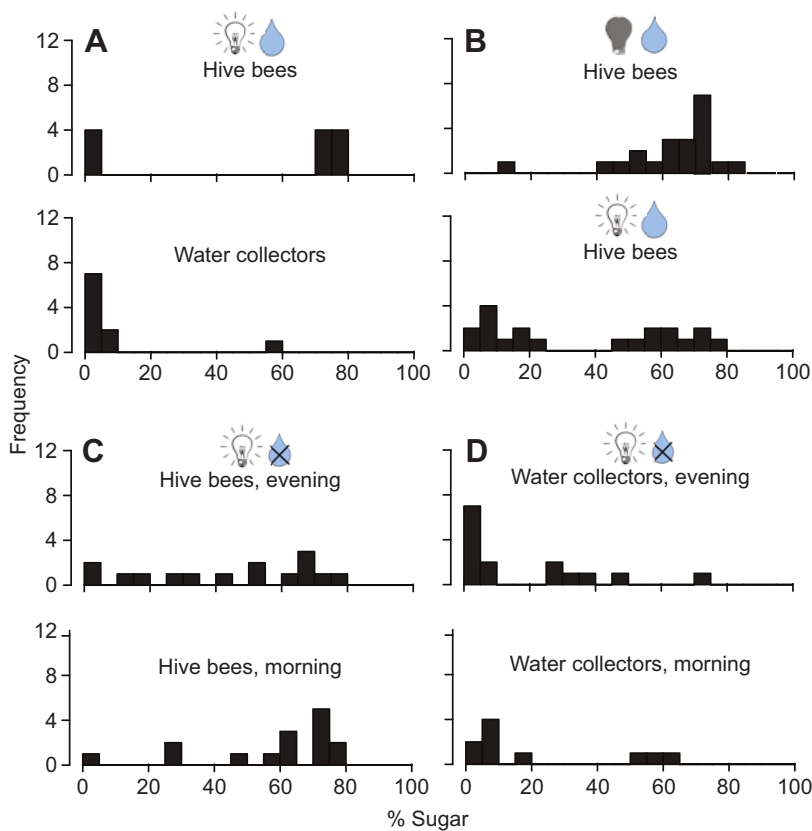 A
Hive bees
12
8
4
0
Water collectors
12
8
4
0
0 20 40 60 80 100
B
Hive bees
Hive bees
0 20 40 60 80 100
Frequency
C
Hive bees, evening
12
8
4
0
Hive bees, morning
12
8
4
0
0 20 40 60 80 100
D
Water collectors, evening
Water collectors, morning
0 20 40 60 80 100
% Sugar